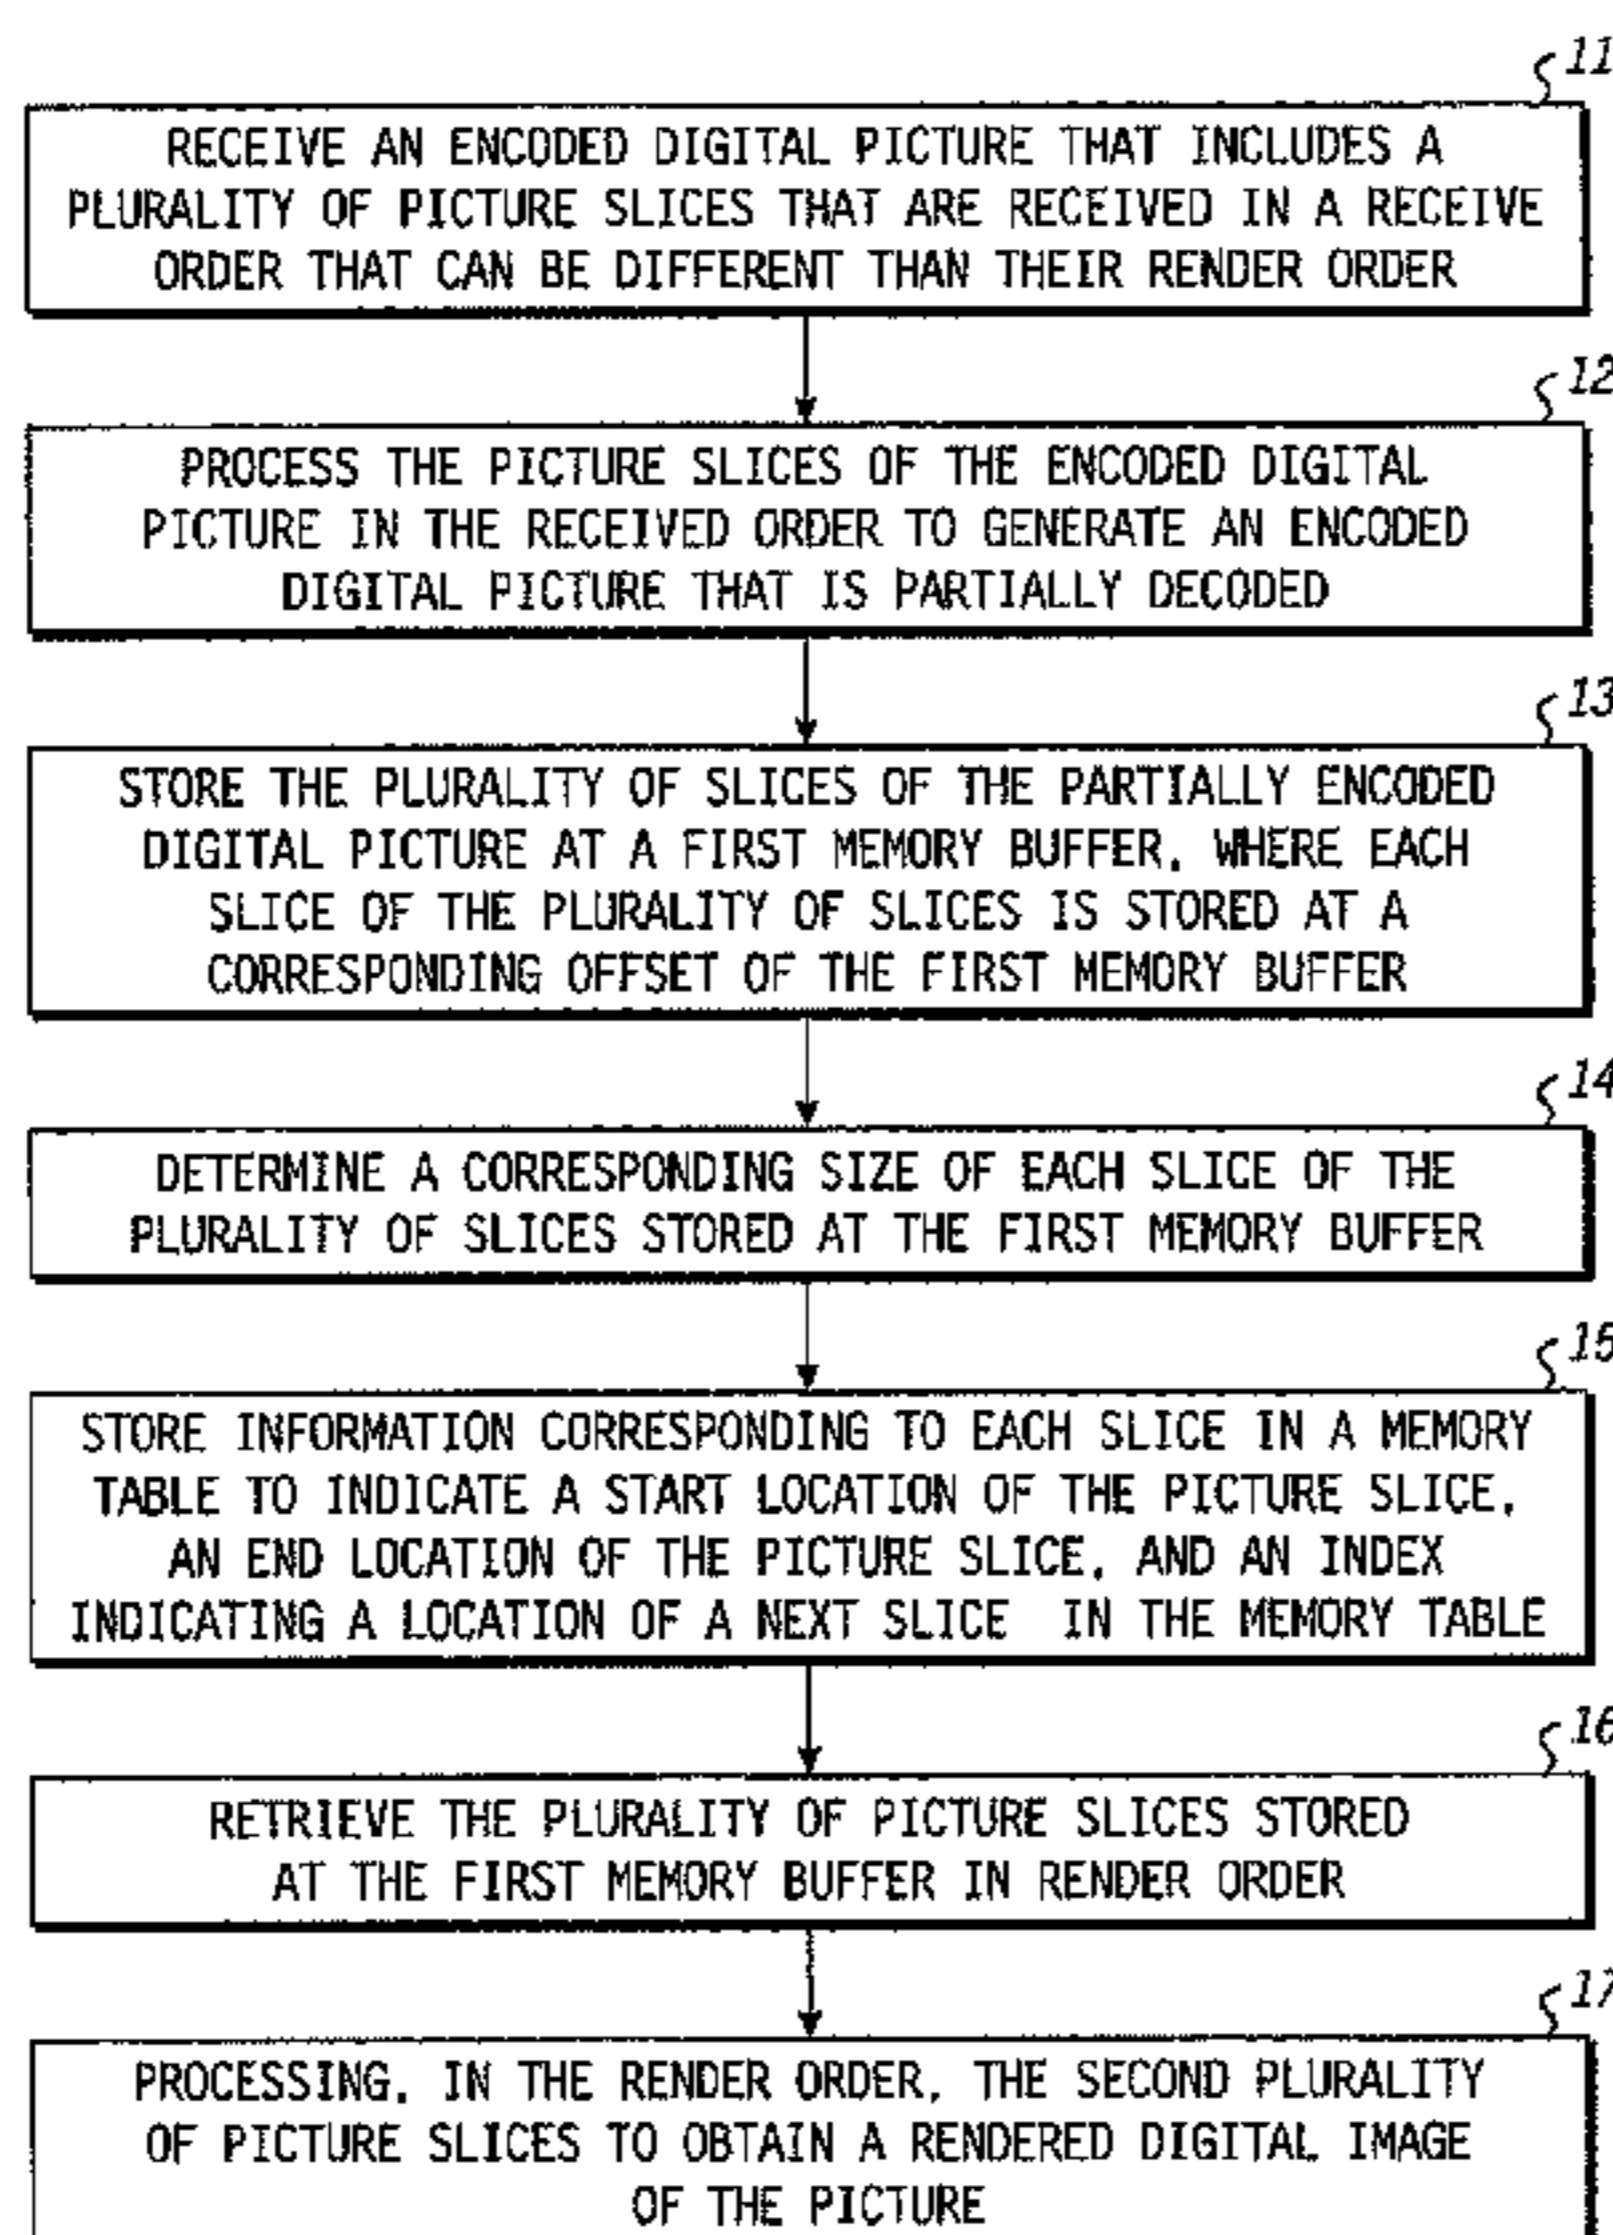 11
RECEIVE AN ENCODED DIGITAL PICTURE THAT INCLUDES A
PLURALITY OF PICTURE SLICES THAT ARE RECEIVED IN A RECEIVE
ORDER THAT CAN BE DIFFERENT THAN THEIR RENDER ORDER
12
PROCESS THE PICTURE SLICES OF THE ENCODED DIGITAL
PICTURE IN THE RECEIVED ORDER TO GENERATE AN ENCODED
DIGITAL PICTURE THAT IS PARTIALLY DECODED
13
STORE THE PLURALITY OF SLICES OF THE PARTIALLY ENCODED
DIGITAL PICTURE AT A FIRST MEMORY BUFFER, WHERE EACH
SLICE OF THE PLURALITY OF SLICES IS STORED AT A
CORRESPONDING OFFSET OF THE FIRST MEMORY BUFFER
14
DETERMINE A CORRESPONDING SIZE OF EACH SLICE OF THE
PLURALITY OF SLICES STORED AT THE FIRST MEMORY BUFFER
15
STORE INFORMATION CORRESPONDING TO EACH SLICE IN A MEMORY
TABLE TO INDICATE A START LOCATION OF THE PICTURE SLICE,
AN END LOCATION OF THE PICTURE SLICE, AND AN INDEX
INDICATING A LOCATION OF A NEXT SLICE IN THE MEMORY TABLE
16
RETRIEVE THE PLURALITY OF PICTURE SLICES STORED
AT THE FIRST MEMORY BUFFER IN RENDER ORDER
17
PROCESSING, IN THE RENDER ORDER, THE SECOND PLURALITY
OF PICTURE SLICES TO OBTAIN A RENDERED DIGITAL IMAGE
OF THE PICTURE